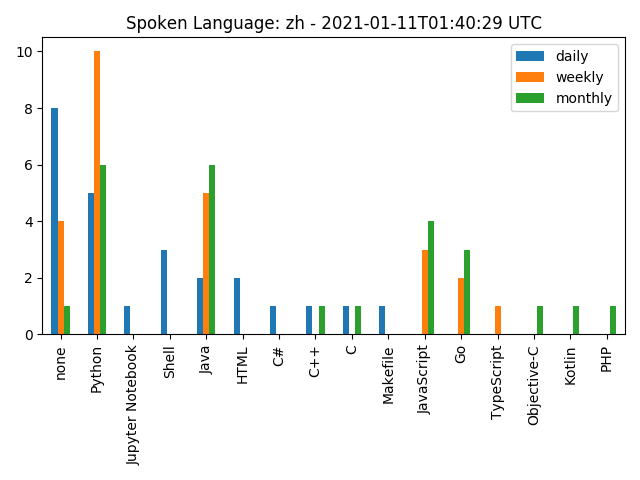 Spoken Language: zh - 2021-01-11T01:40:29 UTC
daily
weekly
monthly
10
8
6
4
2
0
none
Python
Jupyter Notebook
Shell
Java
HTML
C#
C++
C
Makefile
JavaScript
Go
TypeScript
Objective-C
Kotlin
PHP